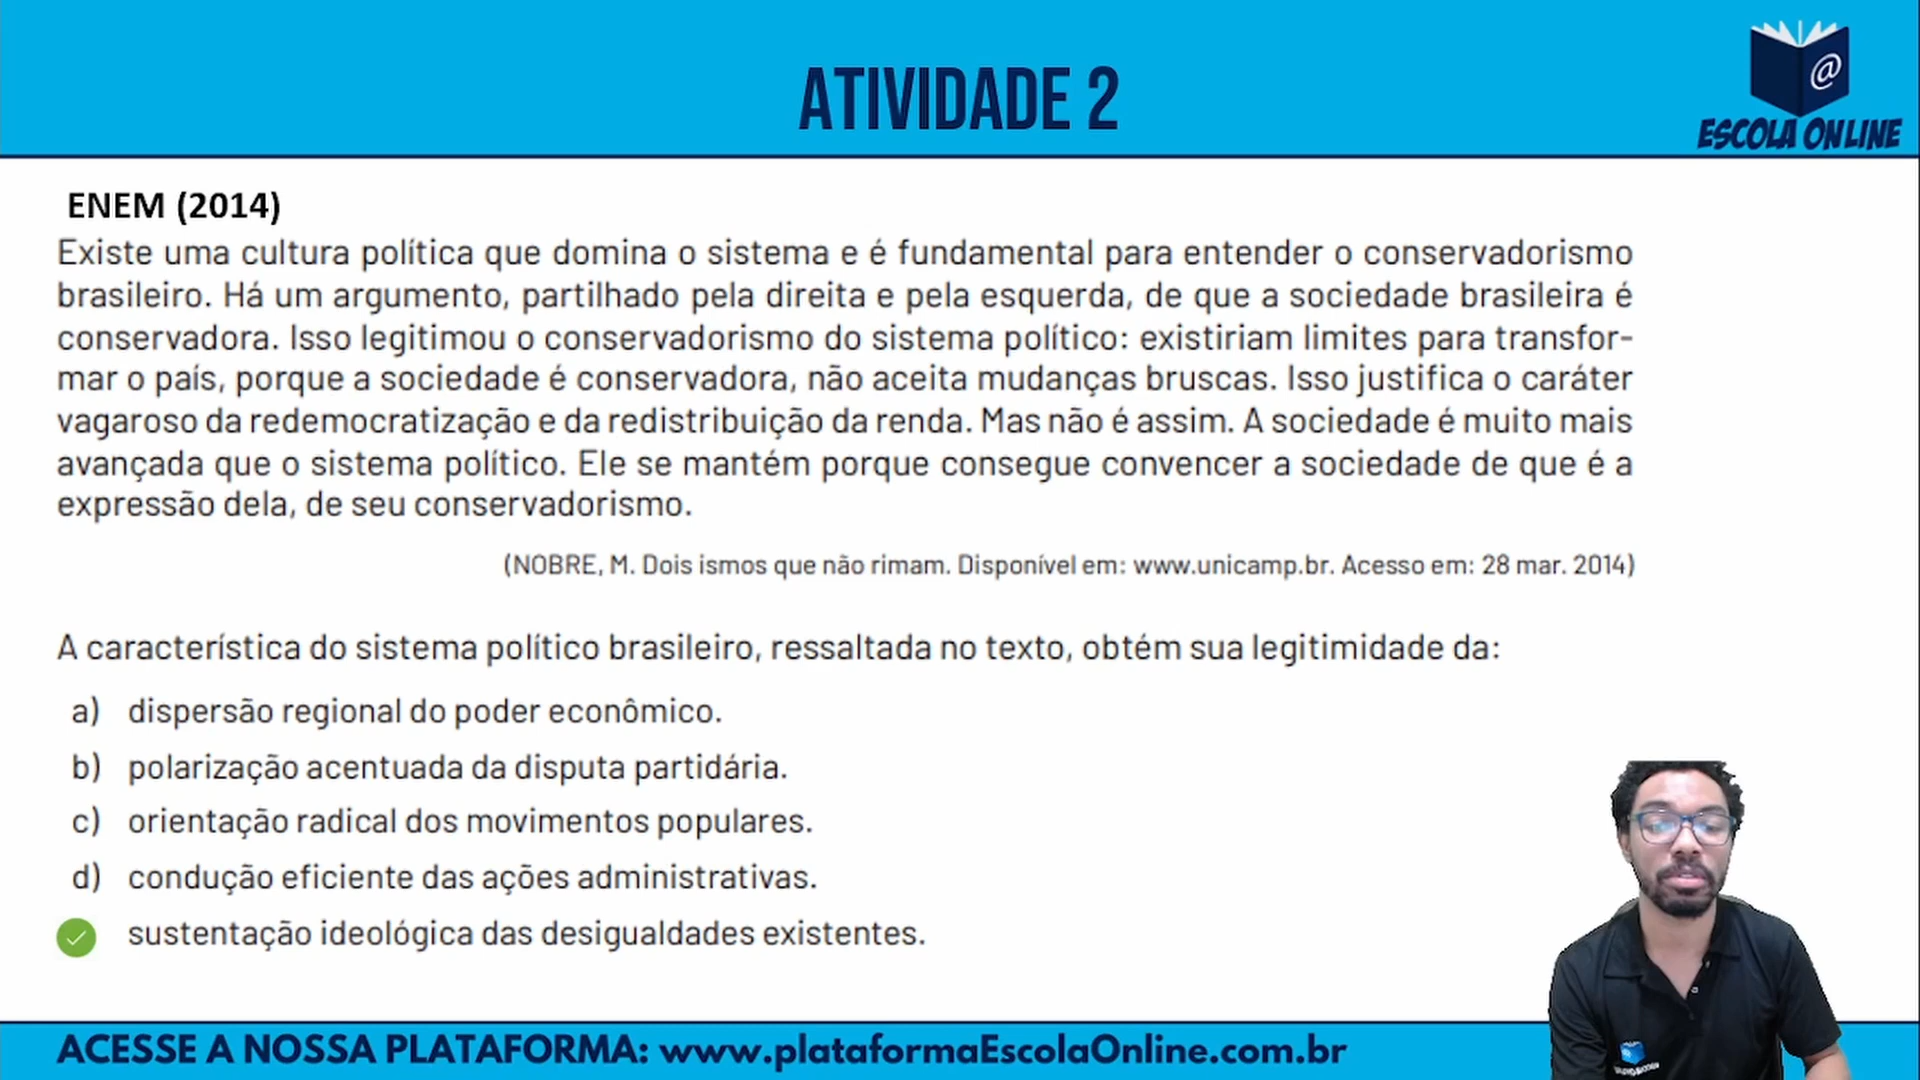 ATIVIDADE 2
@
ESCOLA ONLINE
ENEM (2014)
Existe uma cultura política que domina o sistema e é fundamental para entender o conservadorismo
brasileiro. Há um argumento, partilhado pela direita e pela esquerda, de que a sociedade brasileira é
conservadora. Isso legitimou o conservadorismo do sistema político: existiriam limites para transfor-
mar o país, porque a sociedade é conservadora, não aceita mudanças bruscas. Isso justifica o caráter
vagaroso da redemocratização e da redistribuição da renda. Mas não é assim. A sociedade é muito mais
avançada que o sistema político. Ele se mantém porque consegue convencer a sociedade de que é a
expressão dela, de seu conservadorismo.
(NOBRE, M. Dois ismos que não rimam. Disponível em: www.unicamp.br. Acesso em: 28 mar. 2014)
A característica do sistema político brasileiro, ressaltada no texto, obtém sua legitimidade da:
a) dispersão regional do poder econômico.
b) polarização acentuada da disputa partidária.
c) orientação radical dos movimentos populares.
d) condução eficiente das ações administrativas.
sustentação ideológica das desigualdades existentes.
ACESSE A NOSSA PLATAFORMA: www.plataformaEscolaOnline.com.br